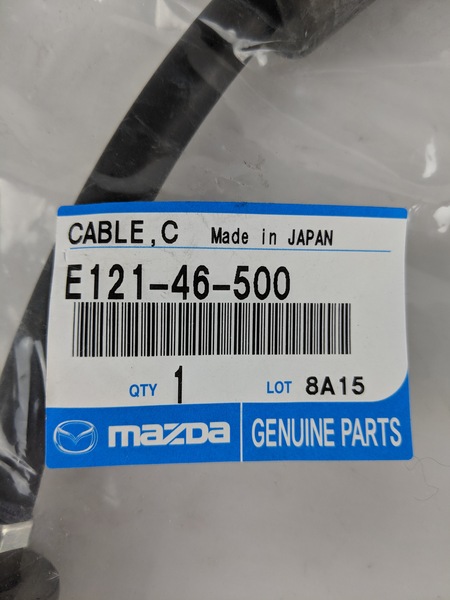 CABLE,C Made in JAPAN
E121-46-500
QTY 1 LOT 8A15
mazda GENUINE PARTS